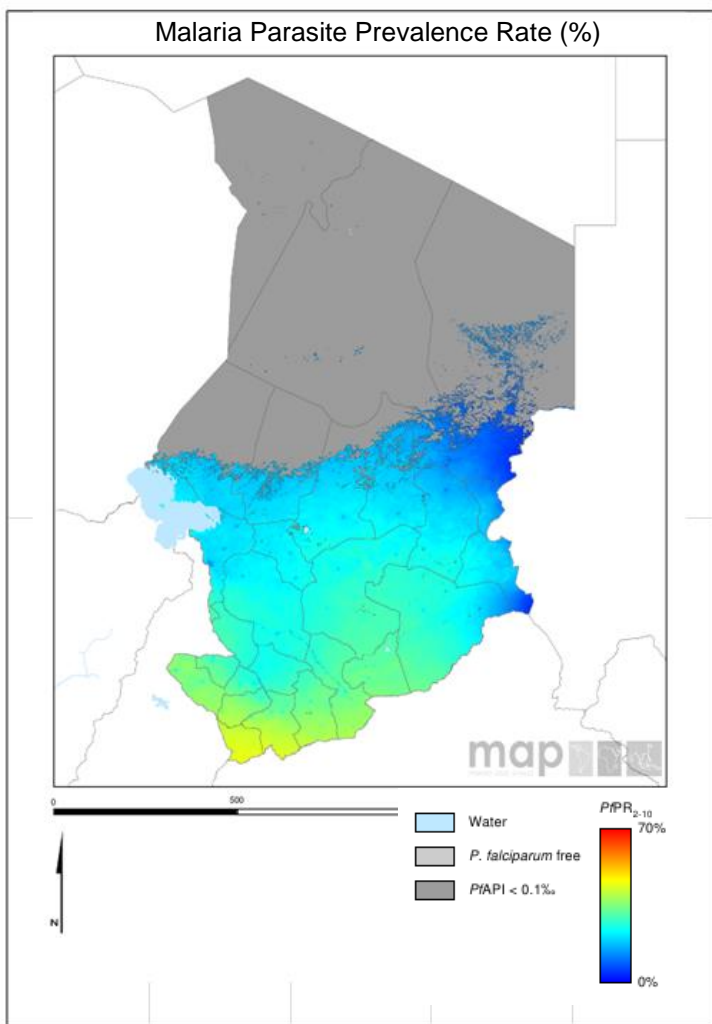 Malaria Parasite Prevalence Rate (%)
map
0 500
Water
P. falciparum free
PfAPI < 0.1‰
N
PfPR2-10
70%
0%